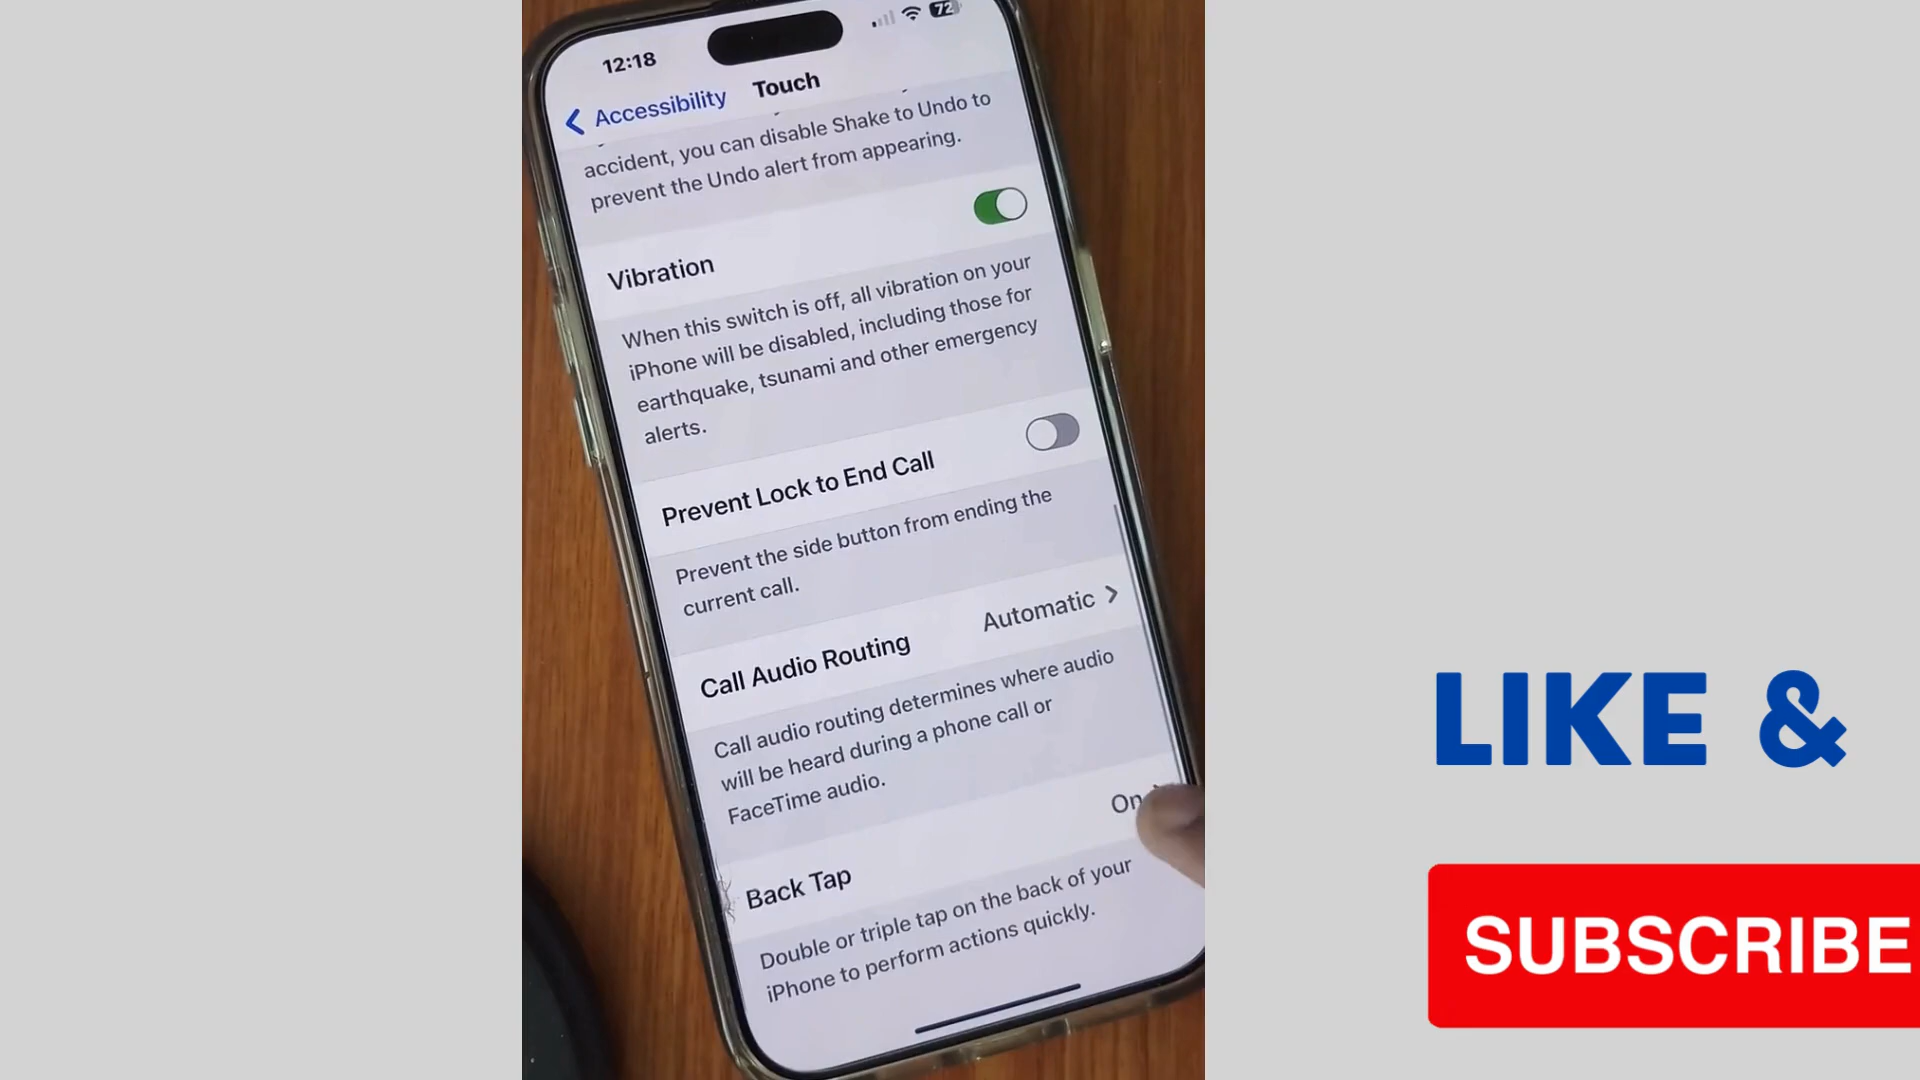 12:18
72
Accessibility
Touch
accident, you can disable Shake to Undo to
prevent the Undo alert from appearing.
Vibration
When this switch is off, all vibration on your
iPhone will be disabled, including those for
earthquake, tsunami and other emergency
alerts.
Prevent Lock to End Call
Prevent the side button from ending the
current call.
Call Audio Routing
Automatic
Call audio routing determines where audio
will be heard during a phone call or
FaceTime audio.
Back Tap
On
Double or triple tap on the back of your
iPhone to perform actions quickly.
LIKE &
SUBSCRIBE